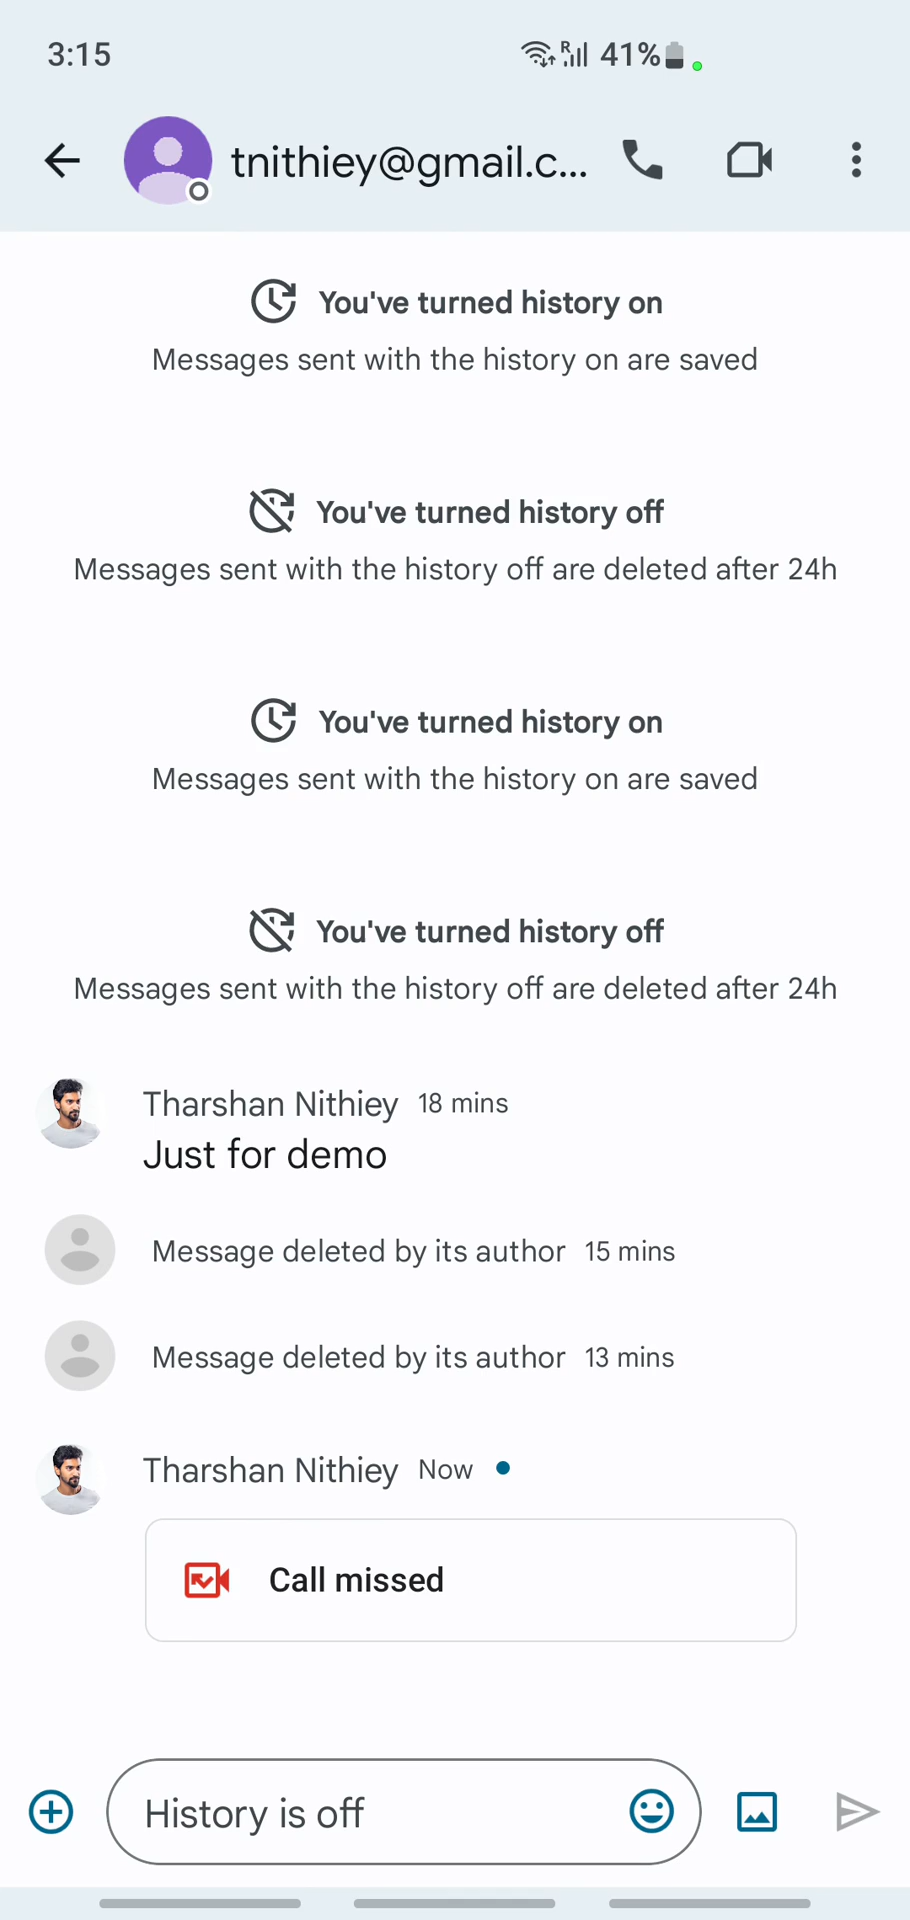 3:15
R 41%
tnithiey@gmail.c...
You've turned history on
Messages sent with the history on are saved
You've turned history off
Messages sent with the history off are deleted after 24h
You've turned history on
Messages sent with the history on are saved
You've turned history off
Messages sent with the history off are deleted after 24h
Tharshan Nithiey 18 mins
Just for demo
Message deleted by its author 15 mins
Message deleted by its author 13 mins
Tharshan Nithiey Now
Call missed
History is off